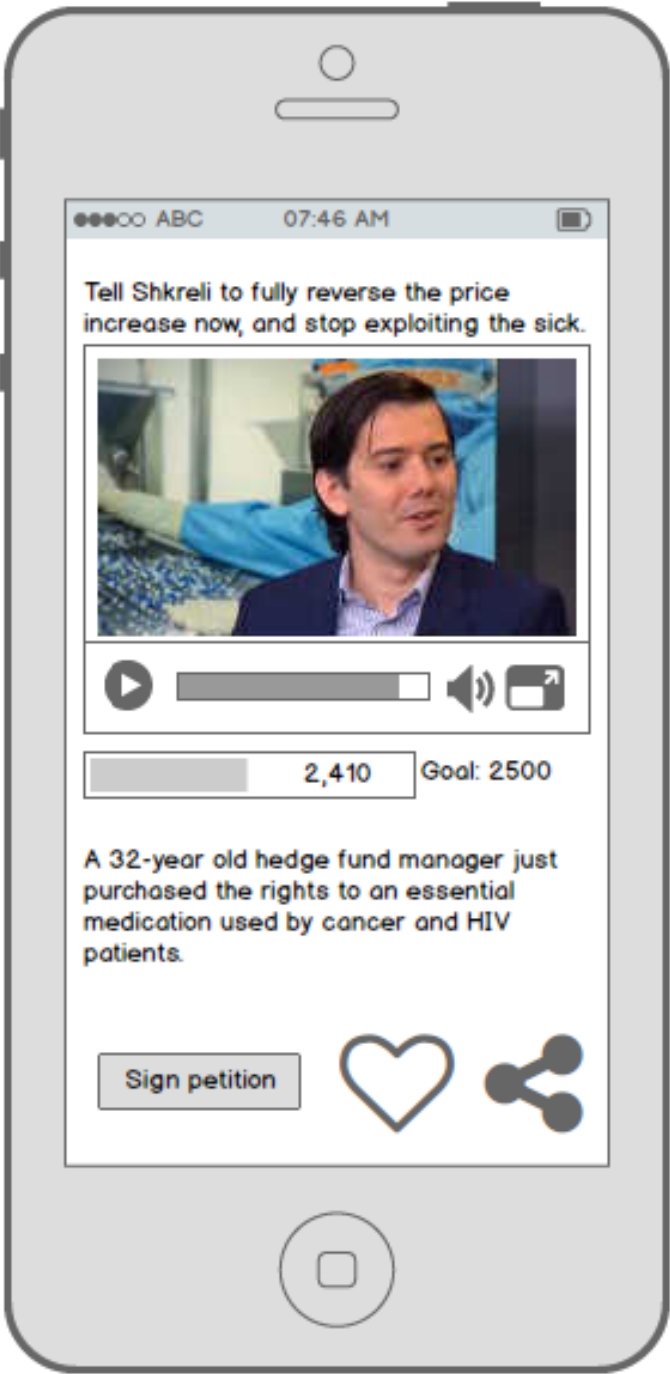 ABC 07:46 AM
Tell Shkreli to fully reverse the price
increase now, and stop exploiting the sick.
2,410 Goal: 2500
A 32-year old hedge fund manager just
purchased the rights to an essential
medication used by cancer and HIV
patients.
Sign petition